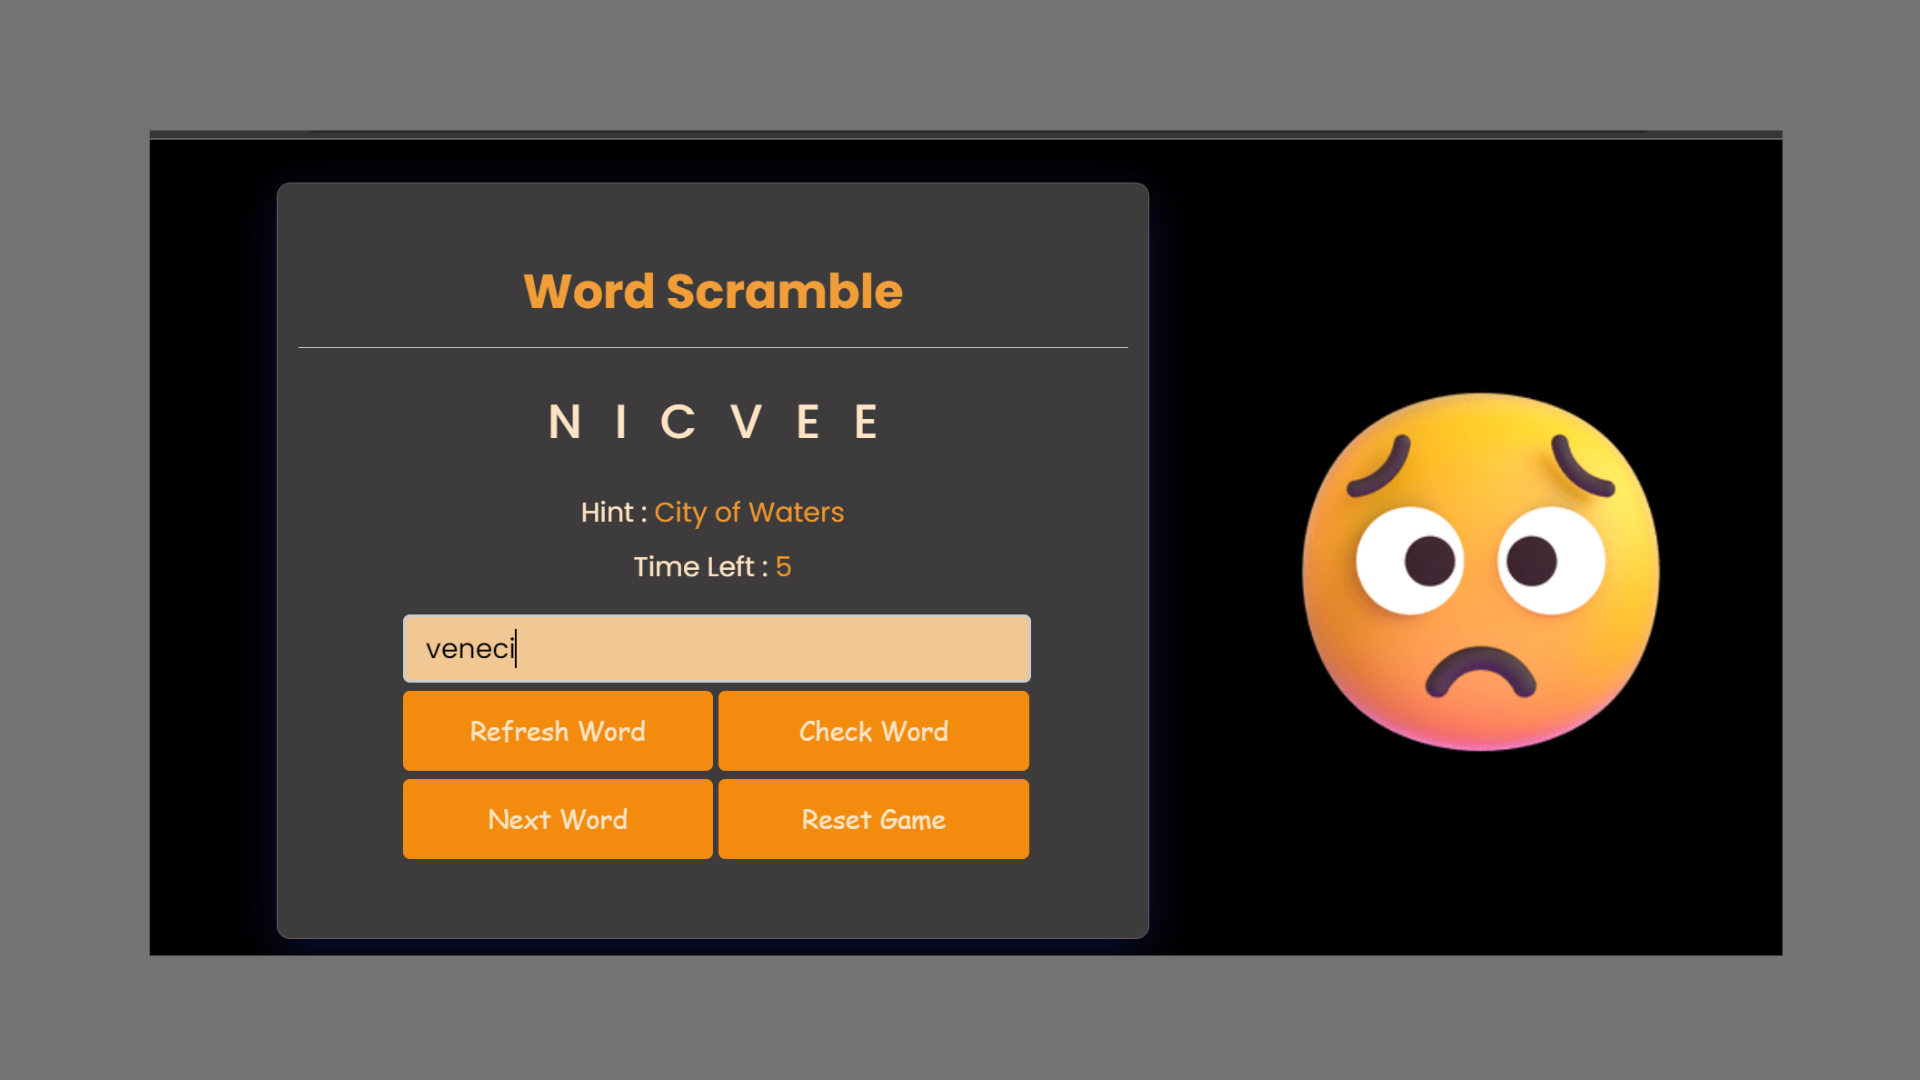 Word Scramble
N I C V E E
Hint : City of Waters
Time Left : 5
veneci
Refresh Word Check Word
Next Word Reset Game